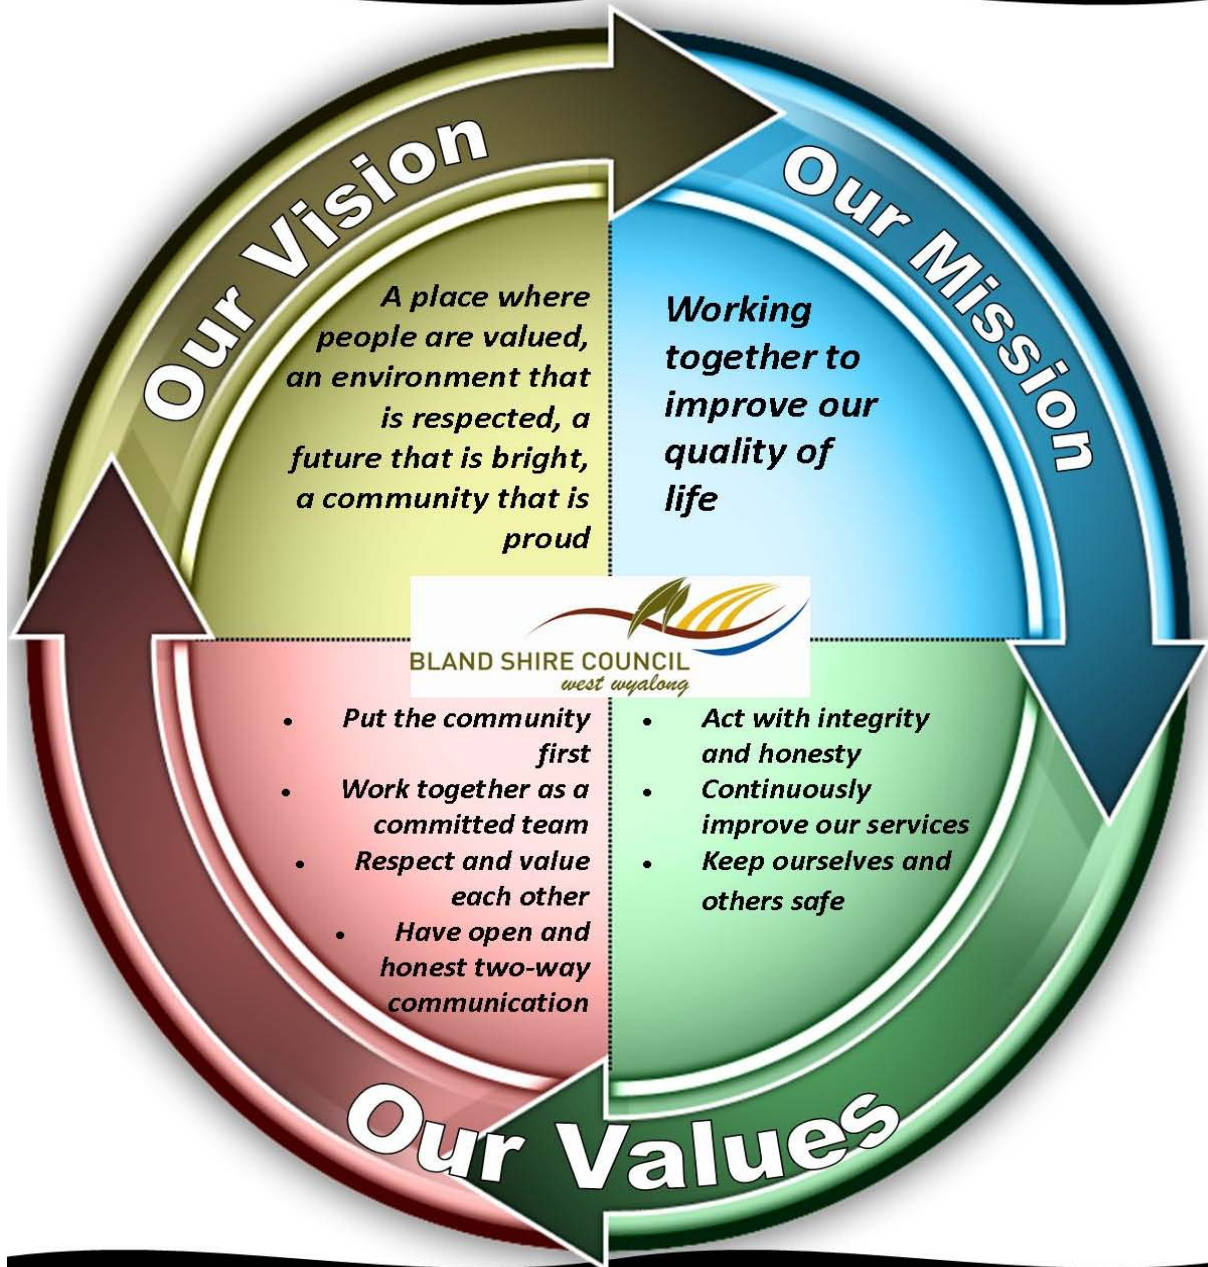 Our Vision
A place where
people are valued,
an environment that
is respected, a
future that is bright,
a community that is
proud
Our Mission
Working
together to
improve our
quality of
life
BLAND SHIRE COUNCIL
west wyalong
• Put the community
first
• Work together as a
committed team
• Respect and value
each other
• Have open and
honest two-way
communication
• Act with integrity
and honesty
• Continuously
improve our services
• Keep ourselves and
others safe
Our Values